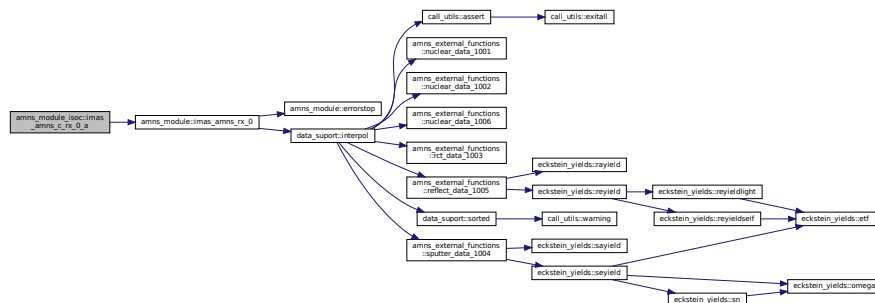 amns_module_isoc::imas
_amns_c_rx_0_a
amns_module::imas_amns_rx_0
amns_module::errorstop
data_suport::interpol
call_utils::assert
call_utils::exitall
amns_external_functions
::nuclear_data_1001
amns_external_functions
::nuclear_data_1002
amns_external_functions
::nuclear_data_1006
amns_external_functions
::rct_data_1003
amns_external_functions
::reflect_data_1005
eckstein_yields::rayield
eckstein_yields::reyield
eckstein_yields::reyieldlight
eckstein_yields::reyieldself
eckstein_yields::etf
data_suport::sorted
call_utils::warning
amns_external_functions
::sputter_data_1004
eckstein_yields::sayield
eckstein_yields::seyield
eckstein_yields::omega
eckstein_yields::sn